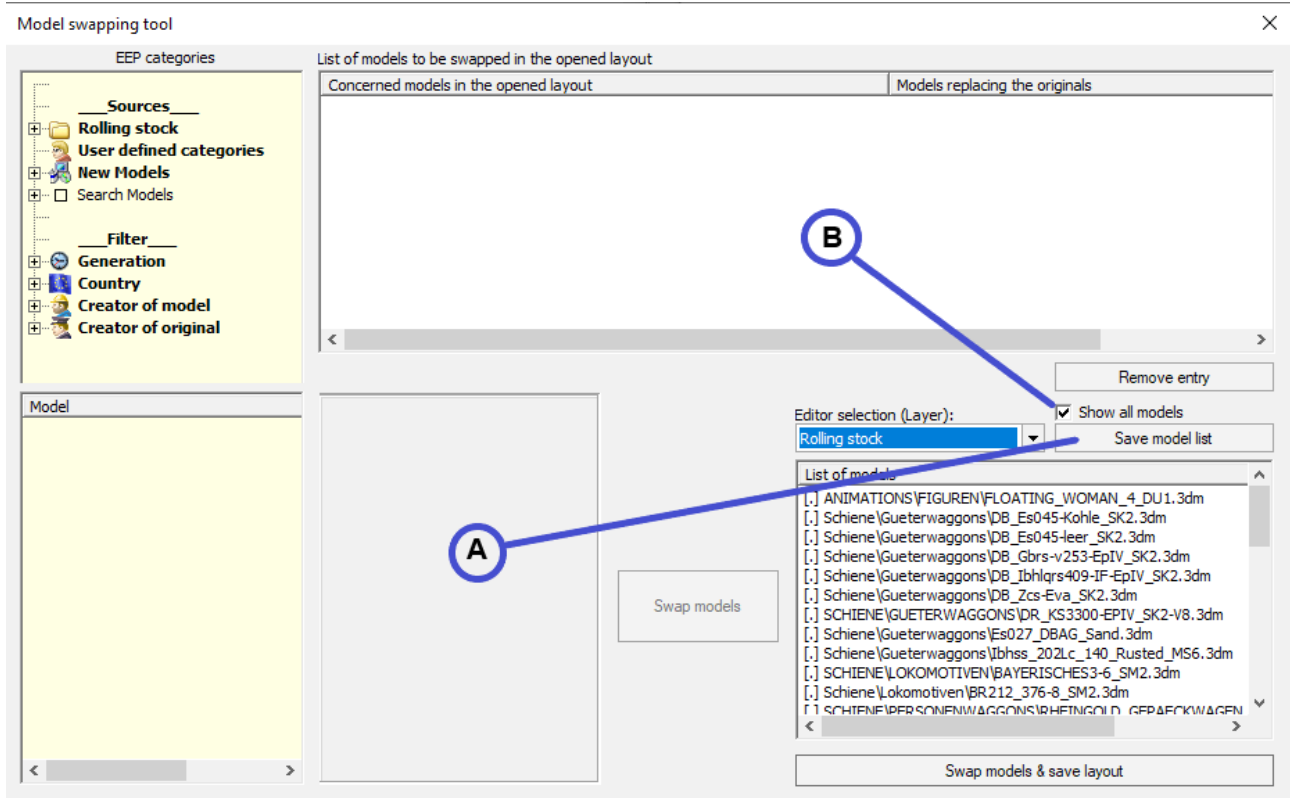 Model swapping tool
EEP categories
___Sources___
Rolling stock
User defined categories
New Models
Search Models
___Filter___
Generation
Country
Creator of model
Creator of original
List of models to be swapped in the opened layout
Concerned models in the opened layout
Models replacing the originals
B
Remove entry
Model
Editor selection (Layer):
Show all models
Rolling stock
Save model list
A
Swap models
List of models
[.] ANIMATIONS\FIGUREN\FLOATING_WOMAN_4_DU1.3dm
[.] Schiene\Gueterwaggons\DB_Es045-Kohle_SK2.3dm
[.] Schiene\Gueterwaggons\DB_Es045-leer_SK2.3dm
[.] Schiene\Gueterwaggons\DB_Gbrs-v253-EpIV_SK2.3dm
[.] Schiene\Gueterwaggons\DB_Ibhlqrs409-IF-EpIV_SK2.3dm
[.] Schiene\Gueterwaggons\DB_Zcs-Eva_SK2.3dm
[.] SCHIENE\GUETERWAGGONS\DR_KS3300-EPIV_SK2-V8.3dm
[.] Schiene\Gueterwaggons\Es027_DBAG_Sand.3dm
[.] Schiene\Gueterwaggons\Ibhss_202Lc_140_Rusted_MS6.3dm
[.] SCHIENE\LOKOMOTIVEN\BAYERISCHES3-6_SM2.3dm
[.] Schiene\Lokomotiven\BR212_376-8_SM2.3dm
[.] SCHIENE\PERSONENWAGGONS\RHEINGOLD_GEPAECKWAGEN
Swap models & save layout